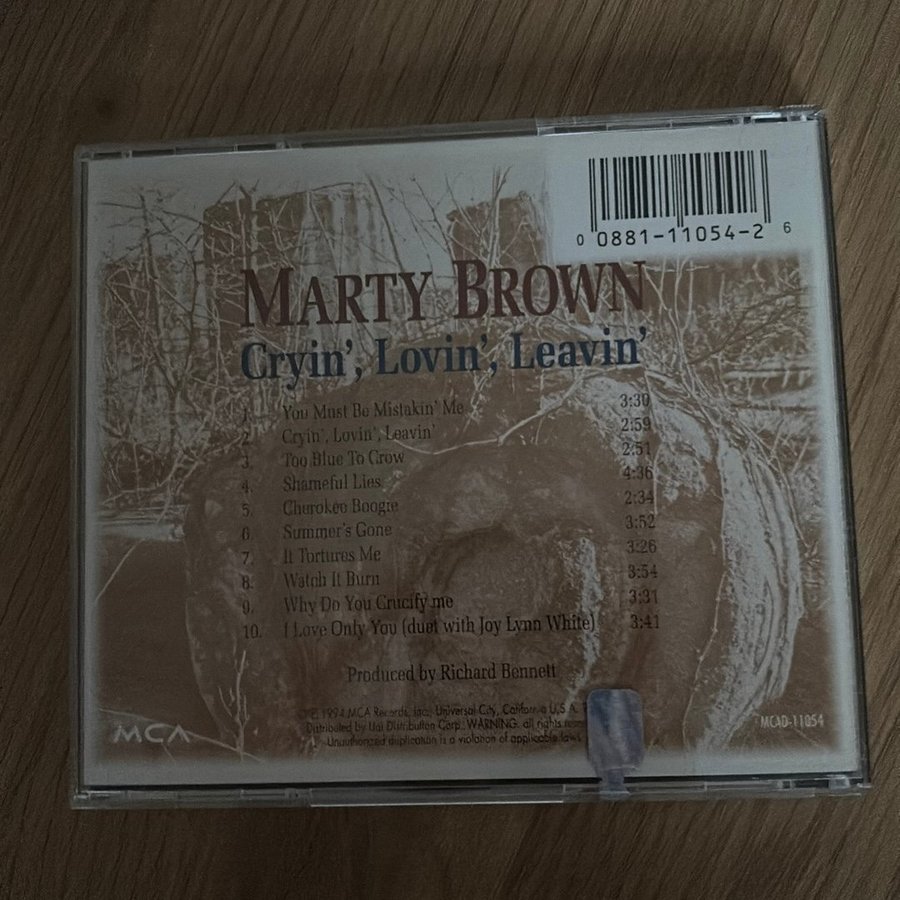 0 0881-11054-2 6
MARTY BROWN
Cryin', Lovin', Leavin'
1. You Must Be Mistakin' Me 3:30
2. Cryin', Lovin', Leavin' 2:59
3. Too Blue To Crow 2:51
4. Shameful Lies 4:36
5. Cherokee Boogie 2:34
6. Summer's Gone 3:52
7. It Tortures Me 3:26
8. Watch It Burn 3:54
9. Why Do You Crucify me 3:31
10. I Love Only You (duet with Joy Lynn White) 3:41
Produced by Richard Bennett
1994 MCA Records, Inc., Universal City, California U.S.A.
Distributed by Uni Distribution Corp. WARNING: all rights
Unauthorized duplication is a violation of applicable laws
MCA
MCAD-11054